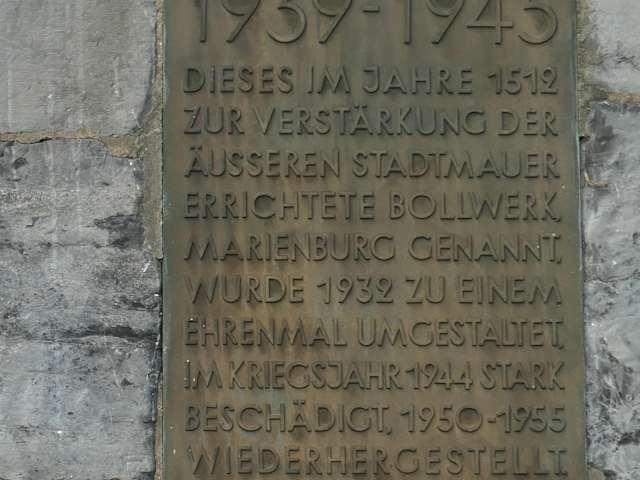 1939-1945
DIESES IM JAHRE 1512
ZUR VERSTÄRKUNG DER
ÄUSSEREN STADTMAUER
ERRICHTETE BOLLWERK,
MARIENBURG GENANNT,
WURDE 1932 ZU EINEM
EHRENMAL UMGESTALTET,
IM KRIEGSJAHR 1944 STARK
BESCHÄDIGT, 1950-1955
WIEDERHERGESTELLT.